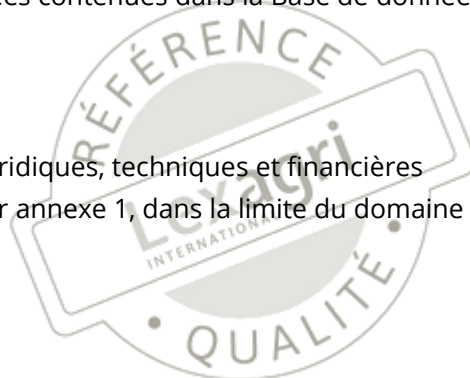 es contenues dans la Base de donnée
RÉFÉRENCE
ridiques, techniques et financières
r annexe 1, dans la limite du domaine
Lexagri
INTERNATIONAL
• QUALITÉ •